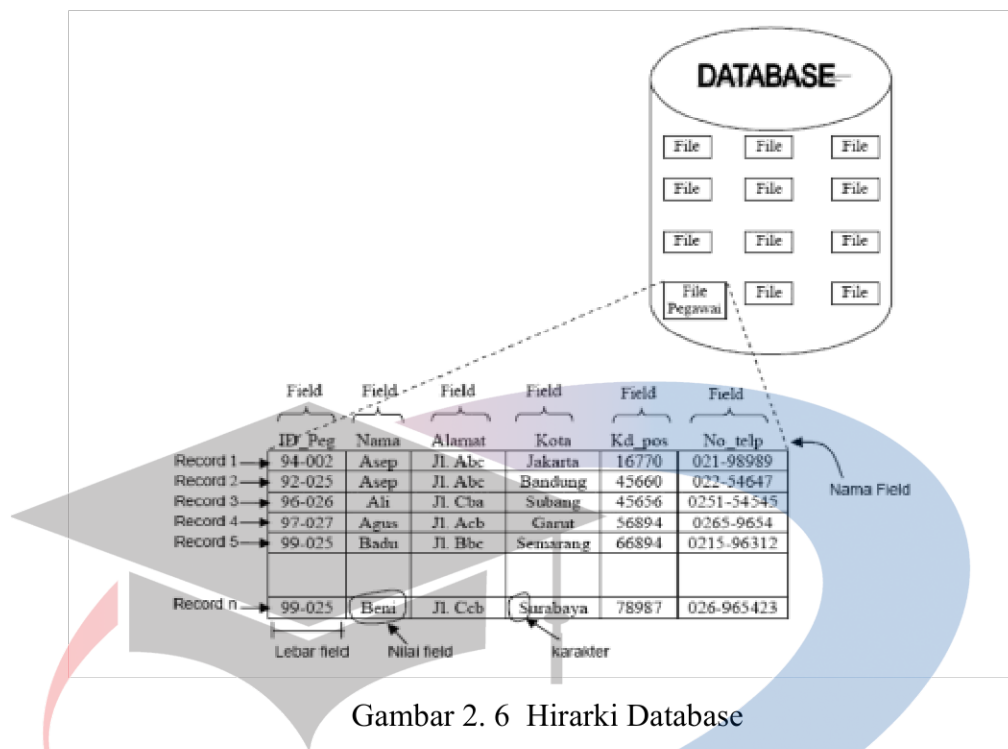 DATABASE
File File File
File File File
File File File
File Pegawai File File
Field Field Field Field Field Field
ID_Peg Nama Alamat Kota Kd_pos No_telp
Record 1 94-002 Asep Jl. Abc Jakarta 16770 021-98989
Record 2 92-025 Asep Jl. Abc Bandung 45660 022-54647
Record 3 96-026 Ali Jl. Cba Subang 45656 0251-54545
Record 4 97-027 Agus Jl. Acb Garut 56894 0265-9654
Record 5 99-025 Badu Jl. Bbc Semarang 66894 0215-96312
Nama Field
Record n 99-025 Beni Jl. Ccb Surabaya 78987 026-965423
Lebar field Nilai field karakter
Gambar 2. 6 Hirarki Database